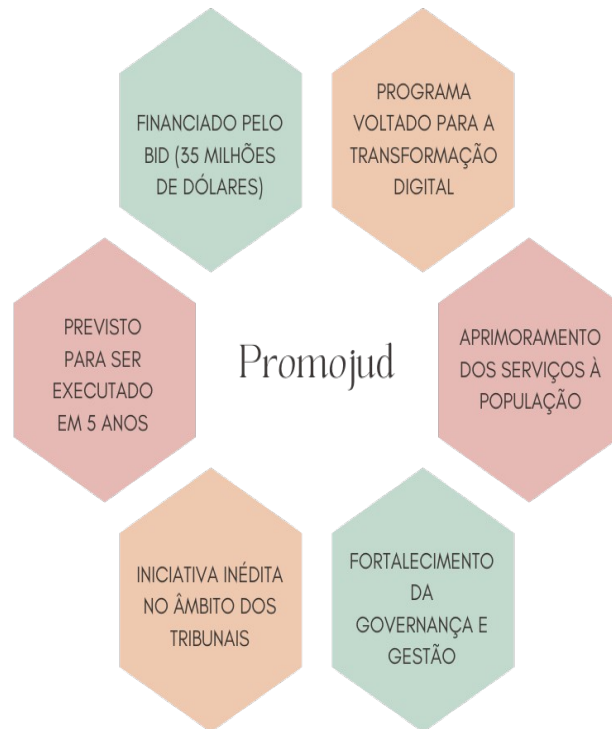 FINANCIADO PELO
BID (35 MILHÕES
DE DÓLARES)
PROGRAMA
VOLTADO PARA A
TRANSFORMAÇÃO
DIGITAL
PREVISTO
PARA SER
EXECUTADO
EM 5 ANOS
Promojud
APRIMORAMENTO
DOS SERVIÇOS À
POPULAÇÃO
INICIATIVA INÉDITA
NO ÂMBITO DOS
TRIBUNAIS
FORTALECIMENTO
DA
GOVERNANÇA E
GESTÃO